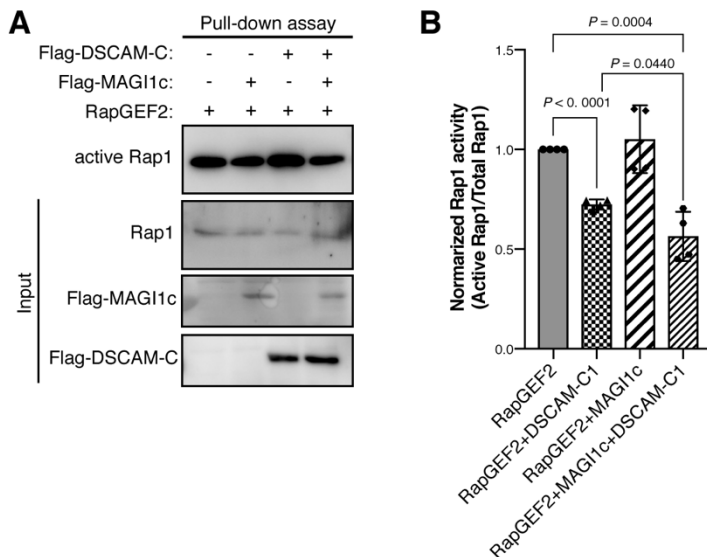 A
Pull-down assay
Flag-DSCAM-C: - - + +
Flag-MAGI1c: - + - +
RapGEF2: + + + +
active Rap1
Input
Rap1
Flag-MAGI1c
Flag-DSCAM-C
B
P = 0.0004
P = 0.0440
P < 0.0001
Normarized Rap1 activity
(Active Rap1/Total Rap1)
1.5
1.0
0.5
0.0
RapGEF2
RapGEF2+DSCAM-C1
RapGEF2+MAGI1c
RapGEF2+MAGI1c+DSCAM-C1